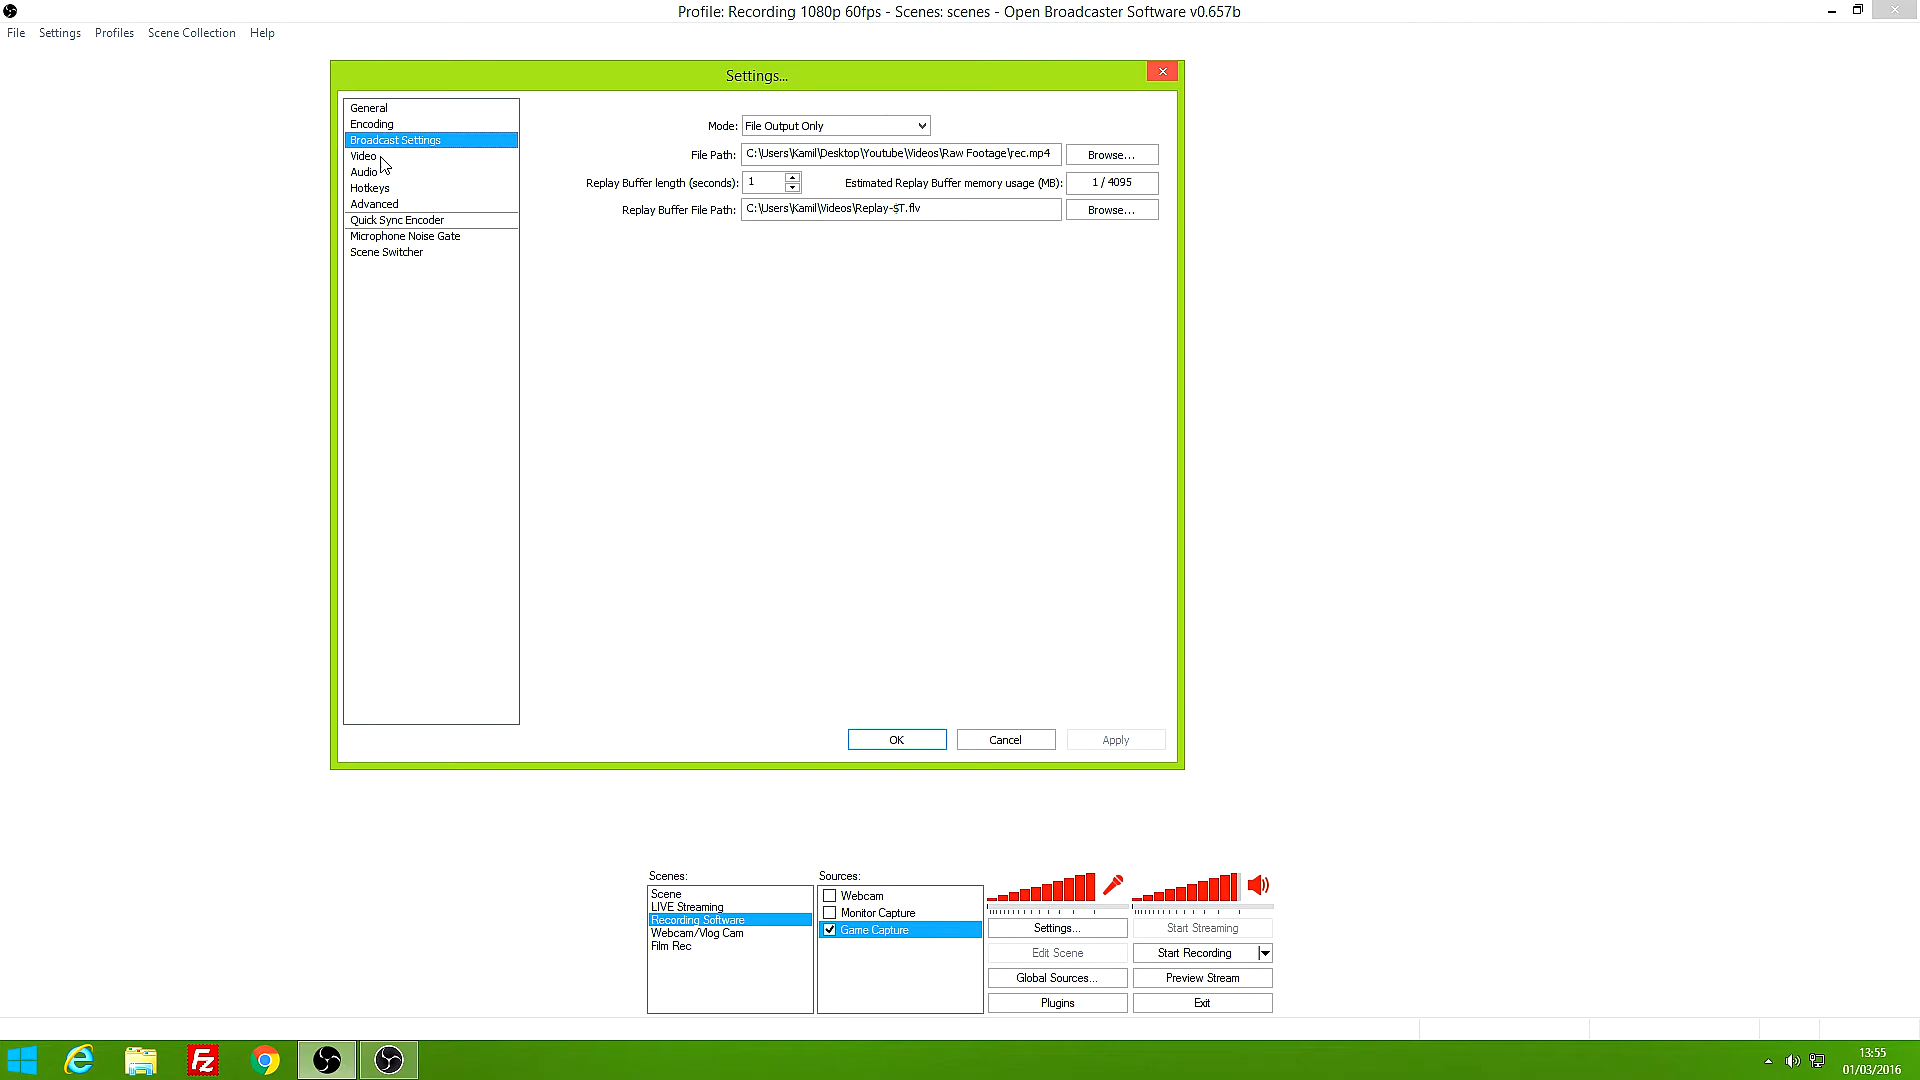 Profile: Recording 1080p 60fps - Scenes: scenes - Open Broadcaster Software v0.657b
File Settings Profiles Scene Collection Help
Settings...
General
Encoding
Broadcast Settings
Video
Audio
Hotkeys
Advanced
Quick Sync Encoder
Microphone Noise Gate
Scene Switcher
Mode: File Output Only
File Path: C:\Users\Kamil\Desktop\Youtube\Videos\Raw Footage\rec.mp4 Browse...
Replay Buffer length (seconds): 1 Estimated Replay Buffer memory usage (MB): 1 / 4095
Replay Buffer File Path: C:\Users\Kamil\Videos\Replay-$T.flv Browse...
OK Cancel Apply
Scenes:
Scene
LIVE Streaming
Recording Software
Webcam/Vlog Cam
Film Rec
Sources:
Webcam
Monitor Capture
Game Capture
Settings... Start Streaming
Edit Scene Start Recording
Global Sources... Preview Stream
Plugins Exit
Fz
13:55
01/03/2016